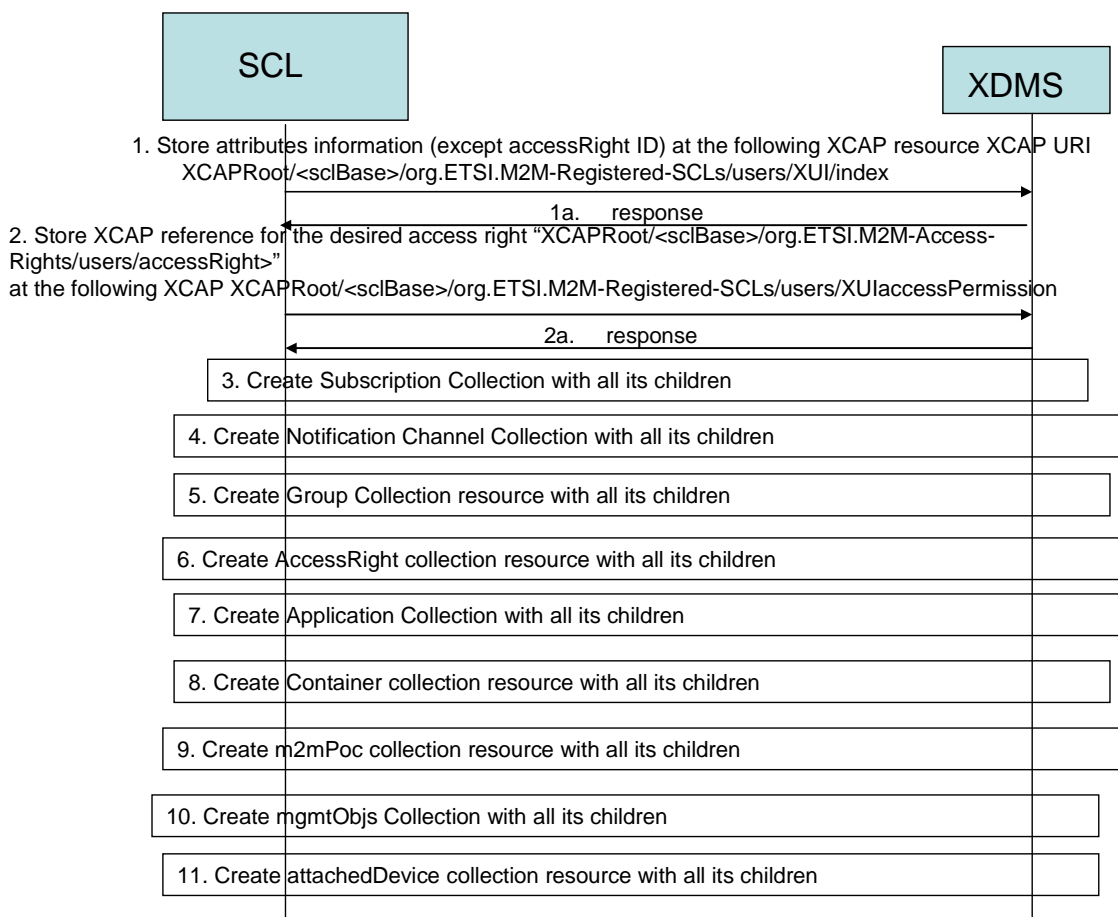 SCL
XDMS
1. Store attributes information (except accessRight ID) at the following XCAP resource XCAP URI
XCAPRoot/<sclBase>/org.ETSI.M2M-Registered-SCLs/users/XUI/index
1a. response
2. Store XCAP reference for the desired access right “XCAPRoot/<sclBase>/org.ETSI.M2M-Access-
Rights/users/accessRight>”
at the following XCAP XCAPRoot/<sclBase>/org.ETSI.M2M-Registered-SCLs/users/XUIaccessPermission
2a. response
3. Create Subscription Collection with all its children
4. Create Notification Channel Collection with all its children
5. Create Group Collection resource with all its children
6. Create AccessRight collection resource with all its children
7. Create Application Collection with all its children
8. Create Container collection resource with all its children
9. Create m2mPoc collection resource with all its children
10. Create mgmtObjs Collection with all its children
11. Create attachedDevice collection resource with all its children